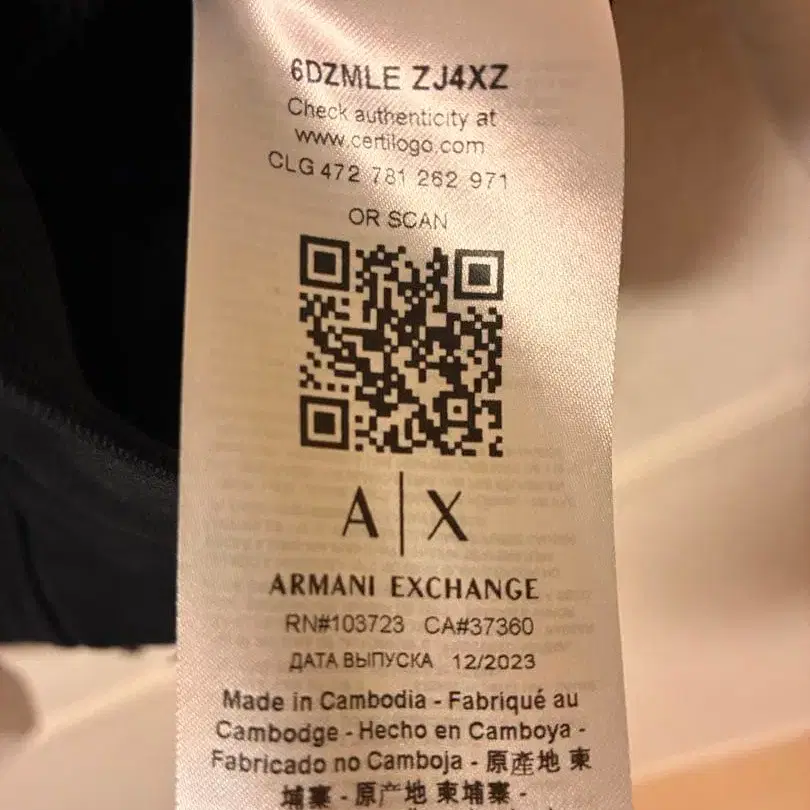 6DZMLE ZJ4XZ
Check authenticity at
www.certilogo.com
CLG 472 781 262 971
OR SCAN
A|X
ARMANI EXCHANGE
RN#103723 CA#37360
ДАТА ВЫПУСКА 12/2023
Made in Cambodia - Fabriqué au
Cambodge - Hecho en Camboya -
Fabricado no Camboja - 原產地 柬
埔寨 - 原产地 柬埔寨 -